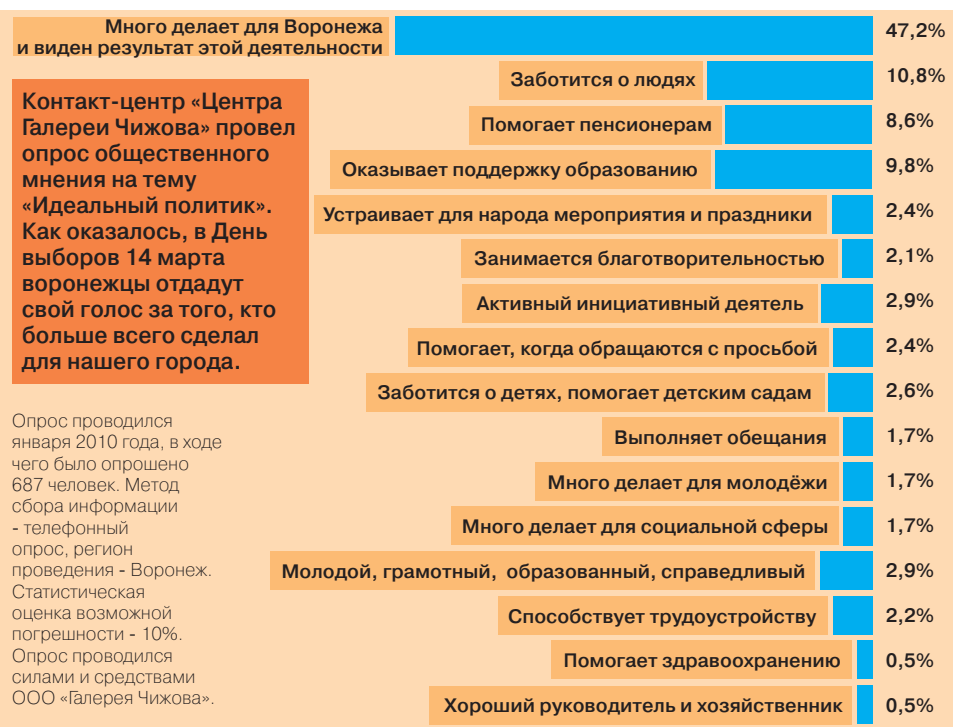 Много делает для Воронежа
и виден результат этой деятельности
47,2%
Заботится о людях
10,8%
Помогает пенсионерам
8,6%
Оказывает поддержку образованию
9,8%
Устраивает для народа мероприятия и праздники
2,4%
Занимается благотворительностью
2,1%
Активный инициативный деятель
2,9%
Помогает, когда обращаются с просьбой
2,4%
Заботится о детях, помогает детским садам
2,6%
Выполняет обещания
1,7%
Много делает для молодёжи
1,7%
Много делает для социальной сферы
1,7%
Молодой, грамотный, образованный, справедливый
2,9%
Способствует трудоустройству
2,2%
Помогает здравоохранению
0,5%
Хороший руководитель и хозяйственник
0,5%
Контакт-центр «Центра
Галереи Чижова» провел
опрос общественного
мнения на тему
«Идеальный политик».
Как оказалось, в День
выборов 14 марта
воронежцы отдадут
свой голос за того, кто
больше всего сделал
для нашего города.
Опрос проводился
января 2010 года, в ходе
чего было опрошено
687 человек. Метод
сбора информации
- телефонный
опрос, регион
проведения - Воронеж.
Статистическая
оценка возможной
погрешности - 10%.
Опрос проводился
силами и средствами
ООО «Галерея Чижова».